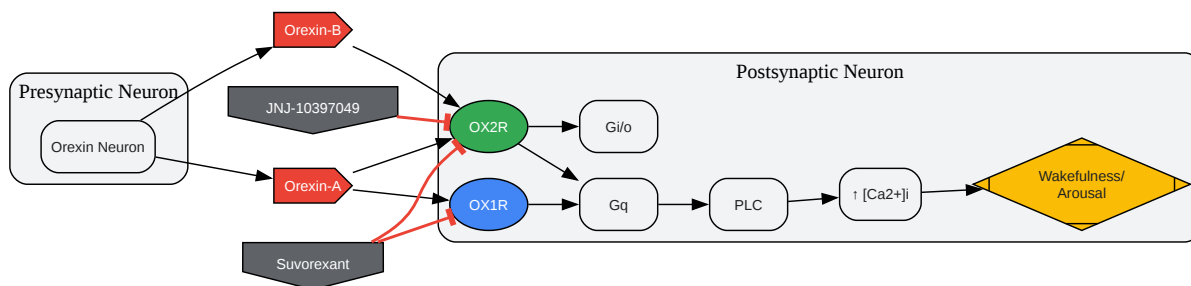 Orexin-B
Presynaptic Neuron
Orexin Neuron
JNJ-10397049
Orexin-A
Suvorexant
Postsynaptic Neuron
OX2R
Gi/o
OX1R
Gq
PLC
↑ [Ca2+]i
Wakefulness/
Arousal